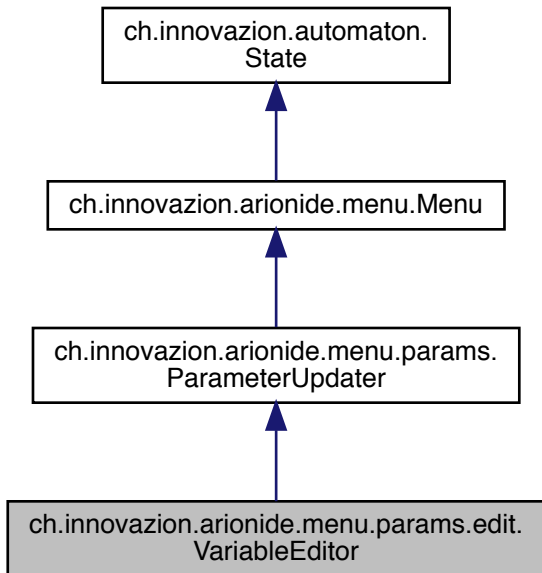 ch.innovazion.automaton.
State
ch.innovazion.arionide.menu.Menu
ch.innovazion.arionide.menu.params.
ParameterUpdater
ch.innovazion.arionide.menu.params.edit.
VariableEditor